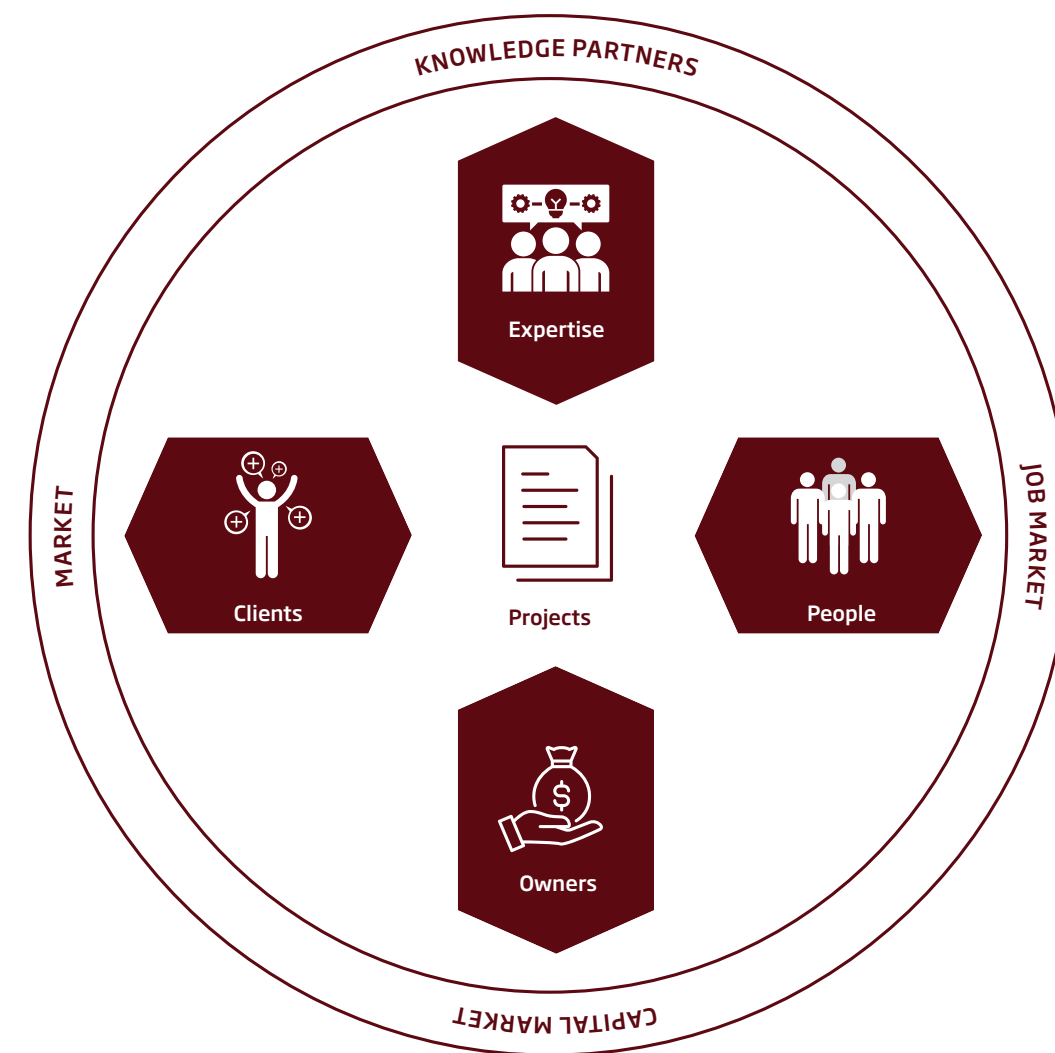 KNOWLEDGE PARTNERS
Expertise
MARKET
JOB MARKET
Clients
Projects
People
$
Owners
CAPITAL MARKET